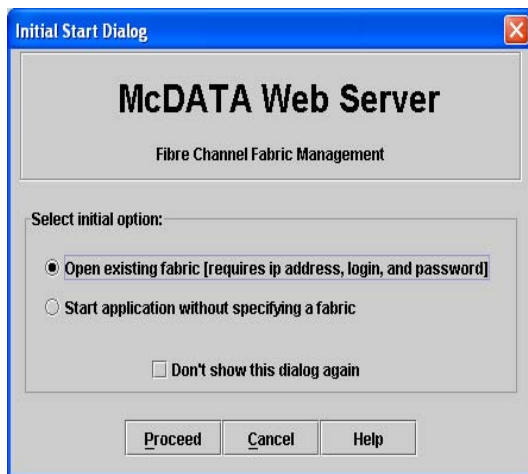 Initial Start Dialog
McDATA Web Server
Fibre Channel Fabric Management
Select initial option:
Open existing fabric [requires ip address, login, and password]
Start application without specifying a fabric
Don't show this dialog again
Proceed Cancel Help